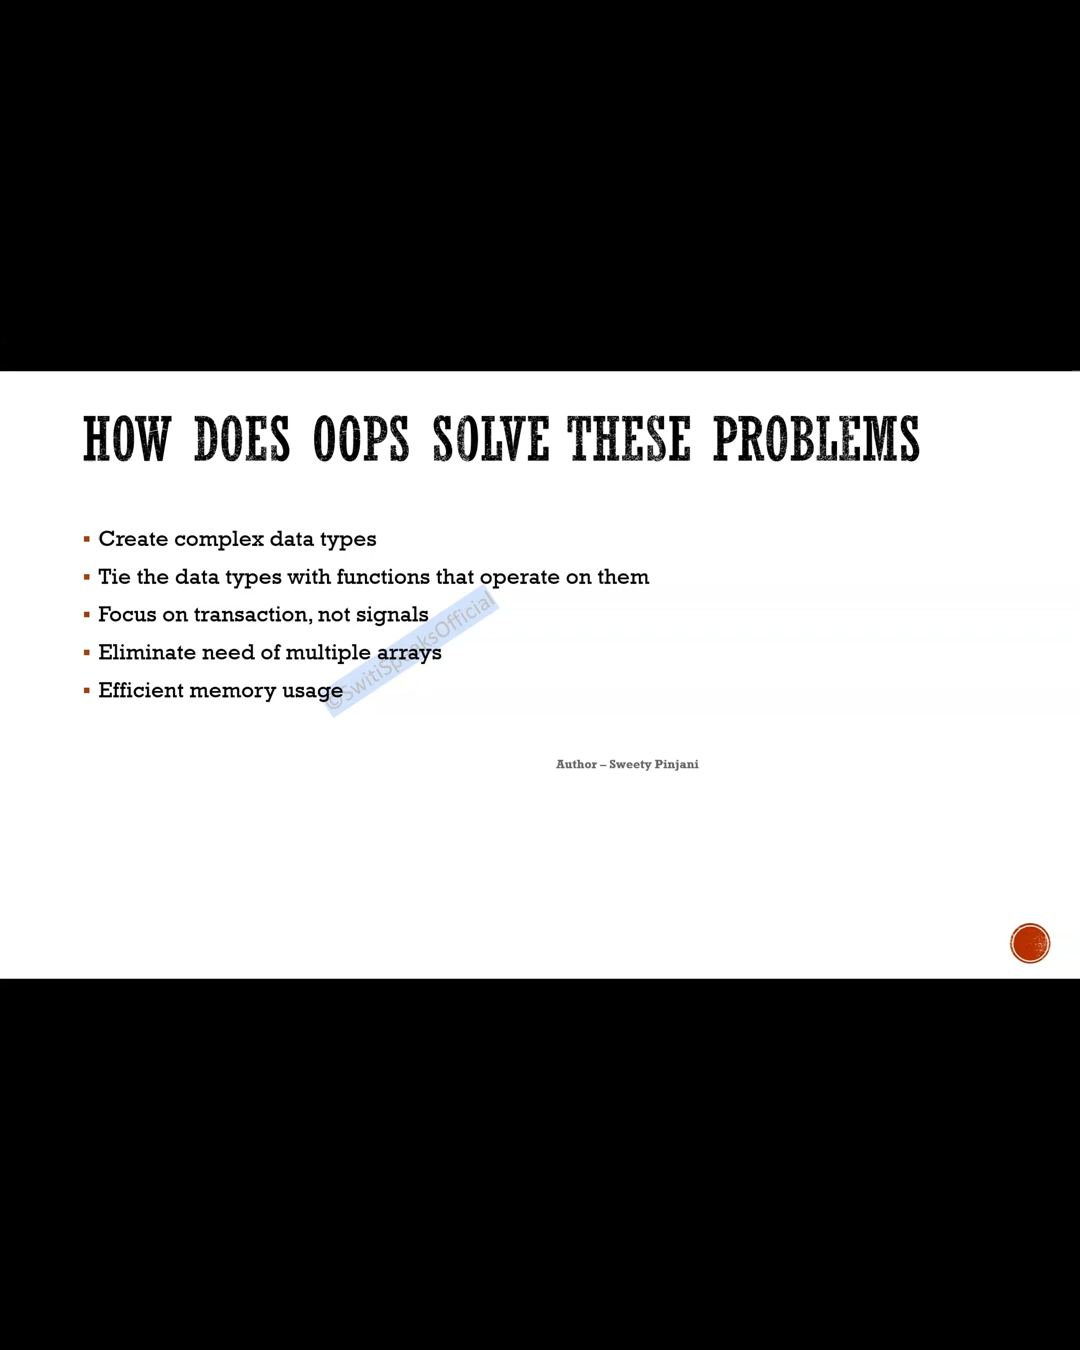 HOW DOES OOPS SOLVE THESE PROBLEMS
▪ Create complex data types
▪ Tie the data types with functions that operate on them
▪ Focus on transaction, not signals
▪ Eliminate need of multiple arrays
▪ Efficient memory usage
©SwitiSpeaksOfficial
Author – Sweety Pinjani